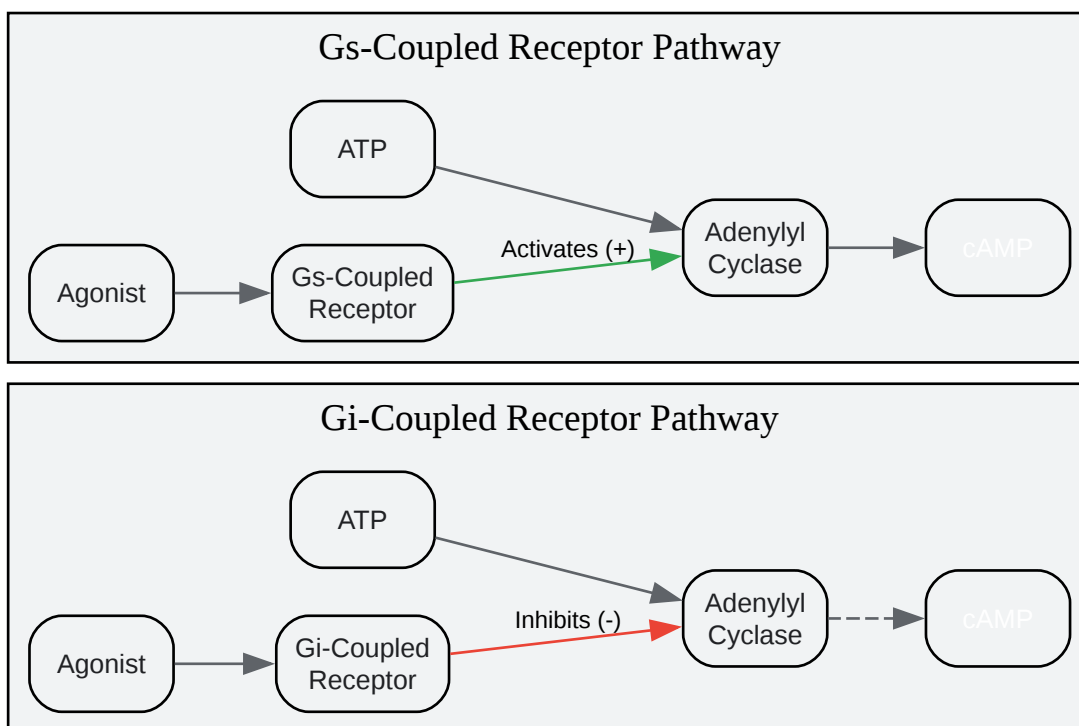 Gs-Coupled Receptor Pathway
ATP
Activates (+)
Adenylyl
Cyclase
cAMP
Agonist
Gs-Coupled
Receptor
Gi-Coupled Receptor Pathway
ATP
Inhibits (-)
Adenylyl
Cyclase
cAMP
Agonist
Gi-Coupled
Receptor